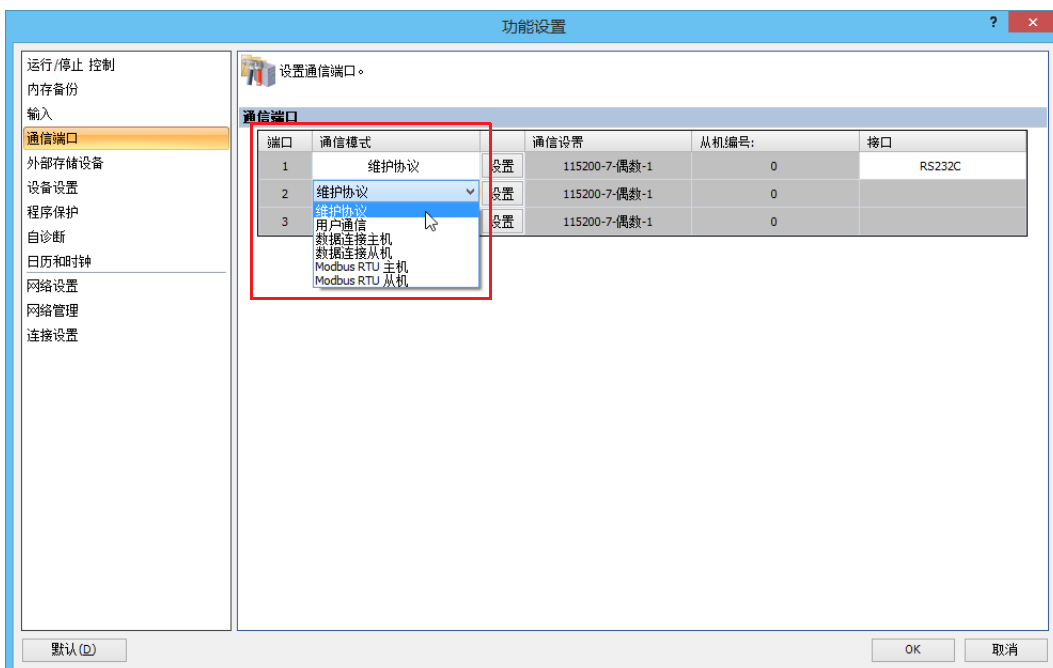 功能设置
?
×
运行/停止 控制
内存备份
输入
通信端口
外部存储设备
设备设置
程序保护
自诊断
日历和时钟
网络设置
网络管理
连接设置
设置通信端口。
通信端口
端口 通信模式 通信设置 从机编号: 接口
1 维护协议 设置 115200-7-偶数-1 0 RS232C
2 维护协议 设置 115200-7-偶数-1 0
3 设置 115200-7-偶数-1 0
维护协议
用户通信
数据连接主机
数据连接从机
Modbus RTU 主机
Modbus RTU 从机
默认(D)
OK
取消